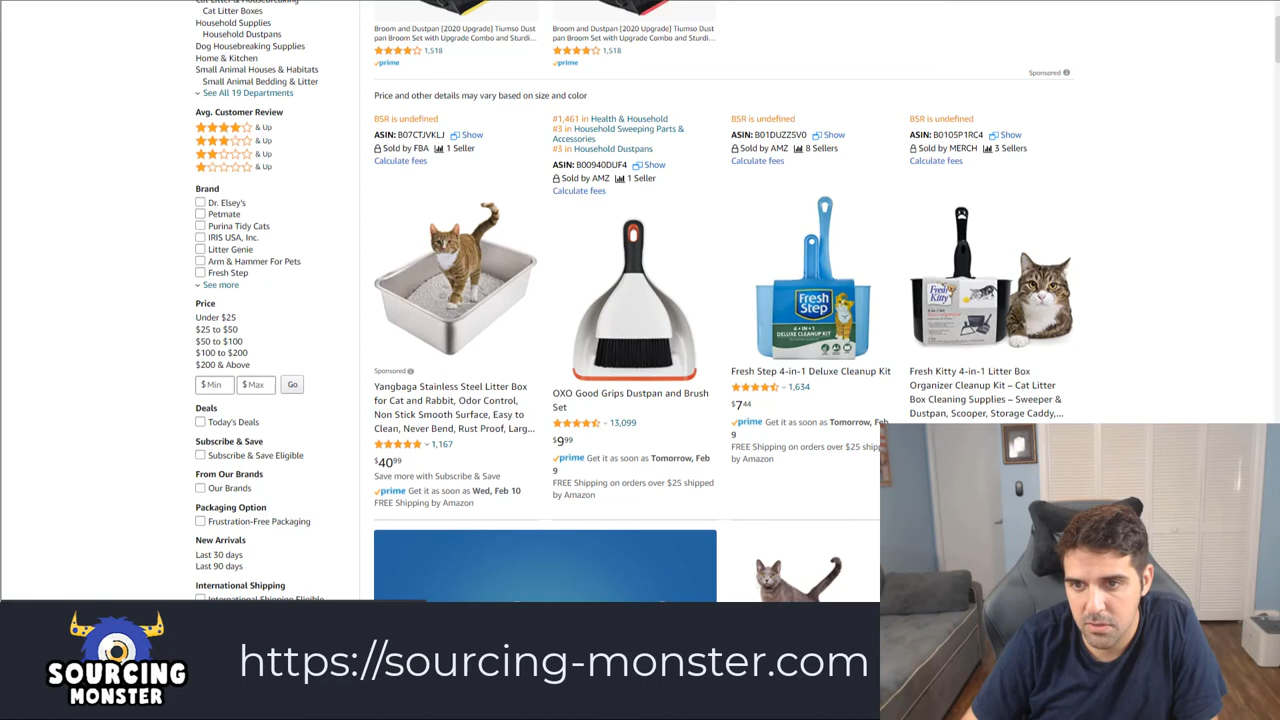 Cat Litter Boxes
Household Supplies
Household Dustpans
Dog Housebreaking Supplies
Home & Kitchen
Small Animal Houses & Habitats
Small Animal Bedding & Litter
See All 19 Departments
Avg. Customer Review
& Up
& Up
& Up
& Up
Brand
Dr. Elsey's
Petmate
Purina Tidy Cats
IRIS USA, Inc.
Litter Genie
Arm & Hammer For Pets
Fresh Step
See more
Price
Under $25
$25 to $50
$50 to $100
$100 to $200
$200 & Above
$ Min $ Max Go
Deals
Today's Deals
Subscribe & Save
Subscribe & Save Eligible
From Our Brands
Our Brands
Packaging Option
Frustration-Free Packaging
New Arrivals
Last 30 days
Last 90 days
International Shipping
International Shipping Eligible
Broom and Dustpan [2020 Upgrade] Tiumso Dust
pan Broom Set with Upgrade Combo and Sturdi...
1,518
prime
Broom and Dustpan [2020 Upgrade] Tiumso Dust
pan Broom Set with Upgrade Combo and Sturdi...
1,518
prime
Sponsored
Price and other details may vary based on size and color
BSR is undefined
ASIN: B07CTJVKLJ Show
Sold by FBA 1 Seller
Calculate fees
Sponsored
Yangbaga Stainless Steel Litter Box
for Cat and Rabbit, Odor Control,
Non Stick Smooth Surface, Easy to
Clean, Never Bend, Rust Proof, Larg...
1,167
$4099
Save more with Subscribe & Save
prime Get it as soon as Wed, Feb 10
FREE Shipping by Amazon
#1,461 in Health & Household
#3 in Household Sweeping Parts &
Accessories
#3 in Household Dustpans
ASIN: B00940DUF4 Show
Sold by AMZ 1 Seller
Calculate fees
OXO Good Grips Dustpan and Brush
Set
13,099
$999
prime Get it as soon as Tomorrow, Feb
9
FREE Shipping on orders over $25 shipped
by Amazon
BSR is undefined
ASIN: B01DUZZ5V0 Show
Sold by AMZ 8 Sellers
Calculate fees
Fresh
Step
4-IN-1
DELUXE CLEANUP KIT
Fresh Step 4-in-1 Deluxe Cleanup Kit
1,634
$744
prime Get it as soon as Tomorrow, Feb
9
FREE Shipping on orders over $25 shipp
by Amazon
BSR is undefined
ASIN: B0105P1RC4 Show
Sold by MERCH 3 Sellers
Calculate fees
Fresh
Kitty
Fresh Kitty 4-in-1 Litter Box
Organizer Cleanup Kit – Cat Litter
Box Cleaning Supplies – Sweeper &
Dustpan, Scooper, Storage Caddy,...
SOURCING
MONSTER
https://sourcing-monster.com